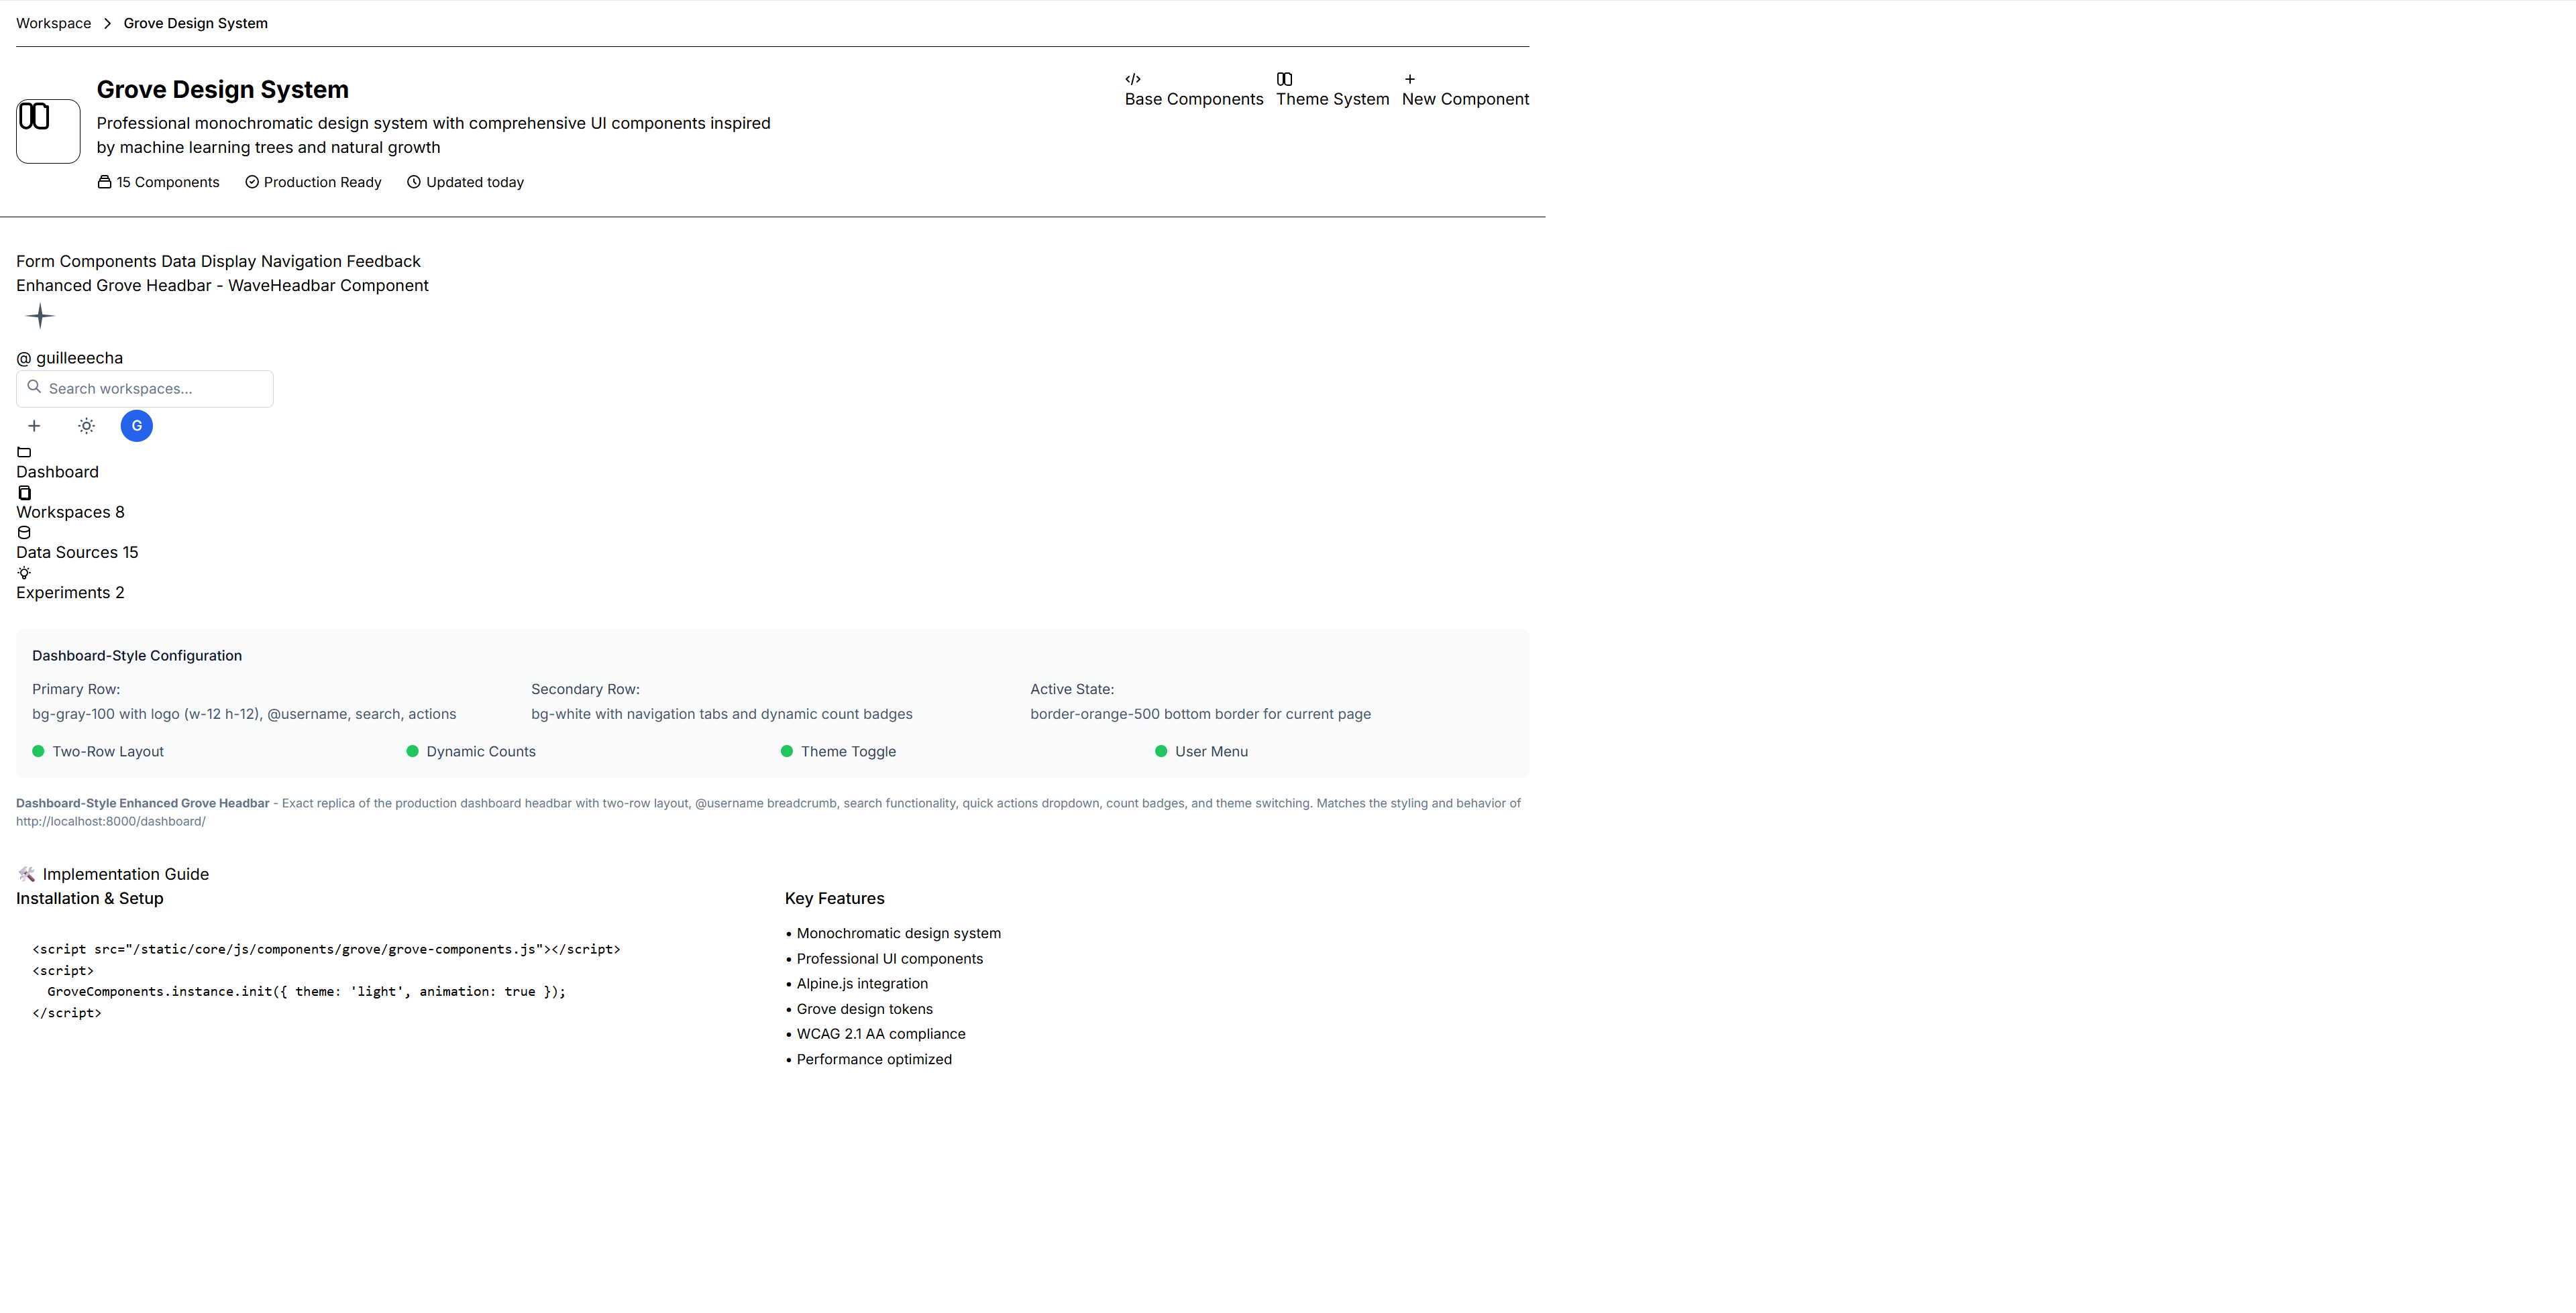 Workspace > Grove Design System
Grove Design System
Professional monochromatic design system with comprehensive UI components inspired
by machine learning trees and natural growth
15 Components Production Ready Updated today
Base Components Theme System New Component
Form Components Data Display Navigation Feedback
Enhanced Grove Headbar - WaveHeadbar Component
@ guilleeecha
Search workspaces...
G
Dashboard
Workspaces 8
Data Sources 15
Experiments 2
Dashboard-Style Configuration
Primary Row: Secondary Row: Active State:
bg-gray-100 with logo (w-12 h-12), @username, search, actions bg-white with navigation tabs and dynamic count badges border-orange-500 bottom border for current page
Two-Row Layout Dynamic Counts Theme Toggle User Menu
Dashboard-Style Enhanced Grove Headbar - Exact replica of the production dashboard headbar with two-row layout, @username breadcrumb, search functionality, quick actions dropdown, count badges, and theme switching. Matches the styling and behavior of
http://localhost:8000/dashboard/
🛠 Implementation Guide
Installation & Setup
<script src="/static/core/js/components/grove/grove-components.js"></script>
<script>
GroveComponents.instance.init({ theme: 'light', animation: true });
</script>
Key Features
• Monochromatic design system
• Professional UI components
• Alpine.js integration
• Grove design tokens
• WCAG 2.1 AA compliance
• Performance optimized